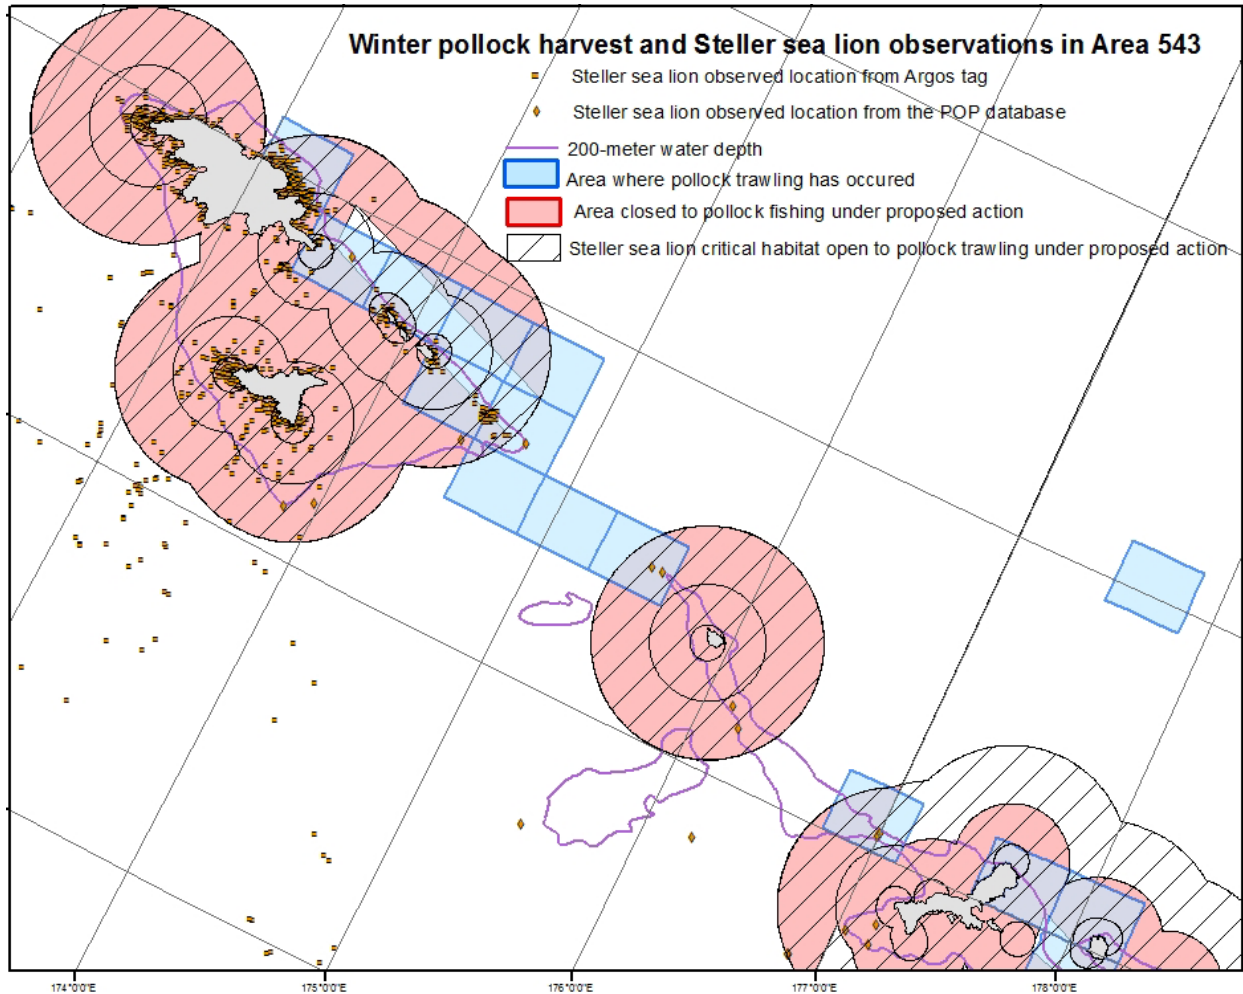 Winter pollock harvest and Steller sea lion observations in Area 543
Steller sea lion observed location from Argos tag
Steller sea lion observed location from the POP database
200-meter water depth
Area where pollock trawling has occured
Area closed to pollock fishing under proposed action
Steller sea lion critical habitat open to pollock trawling under proposed action
174°0'0"E 175°0'0"E 176°0'0"E 177°0'0"E 178°0'0"E